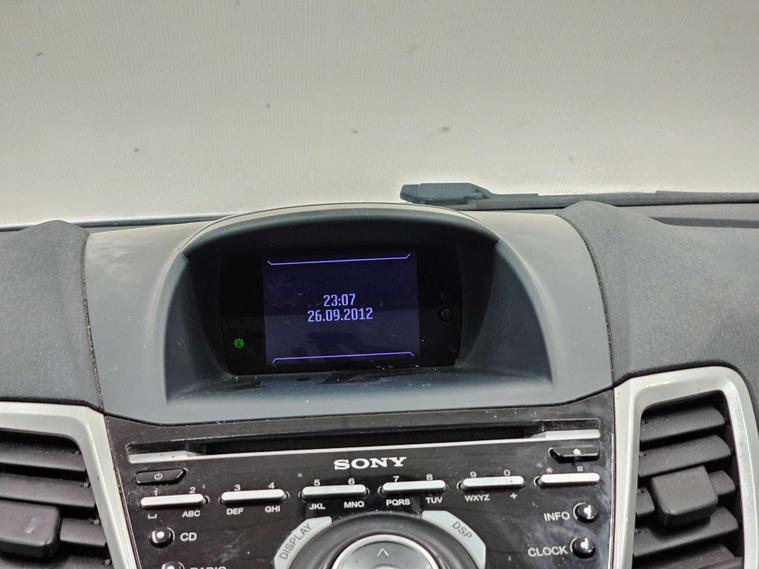 23:07
26.09.2012
SONY
1 2 3 4 5 6 7 8 9 0 * #
ABC DEF GHI JKL MNO PQRS TUV WXYZ +
INFO
CD
DISPLAY
DSP
CLOCK
RADIO